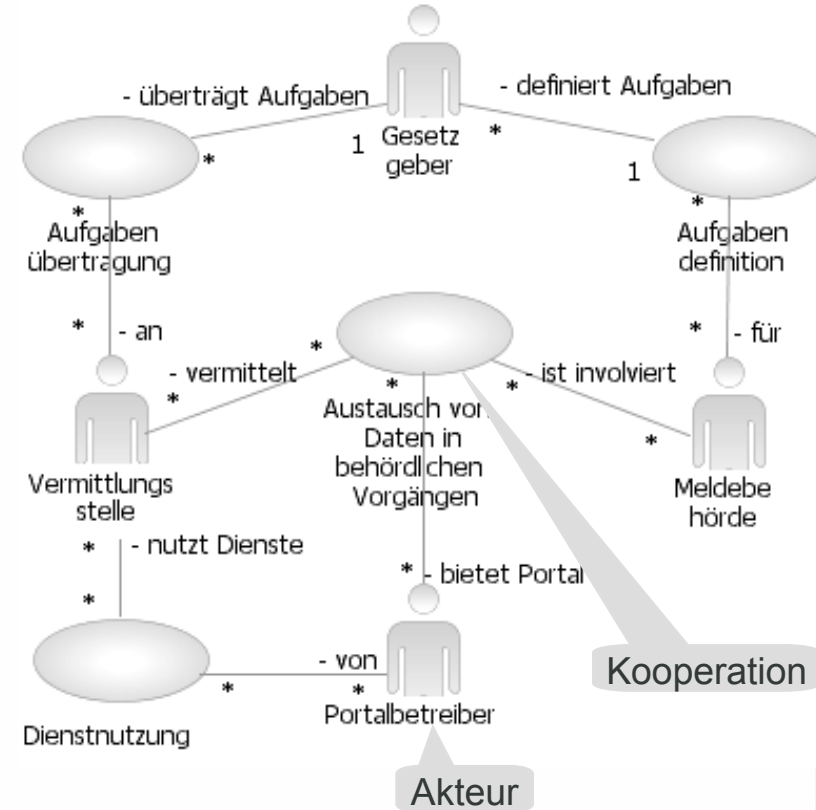 - überträgt Aufgaben
- definiert Aufgaben
*
1
Gesetz
geber
*
1
*
Aufgaben
übertragung
*
Aufgaben
definition
*
- an
*
- für
- vermittelt
*
*
*
*
- ist involviert
*
Austausch von
Daten in
behördlichen
Vorgängen
Vermittlungs
stelle
Meldebe
hörde
*
- nutzt Dienste
*
*
- bietet Portal
Kooperation
- von
*
*
Portalbetreiber
Dienstnutzung
Akteur